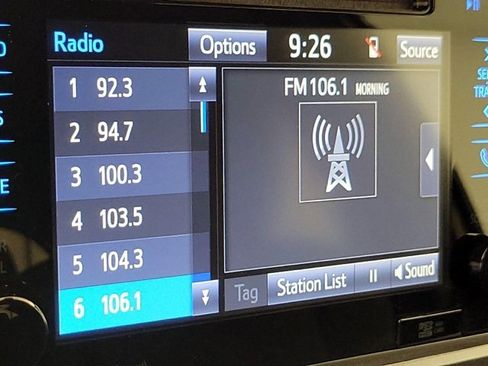 Radio
Options
9:26
Source
1 92.3
2 94.7
3 100.3
4 103.5
5 104.3
6 106.1
FM 106.1 MORNING
Tag
Station List
Sound